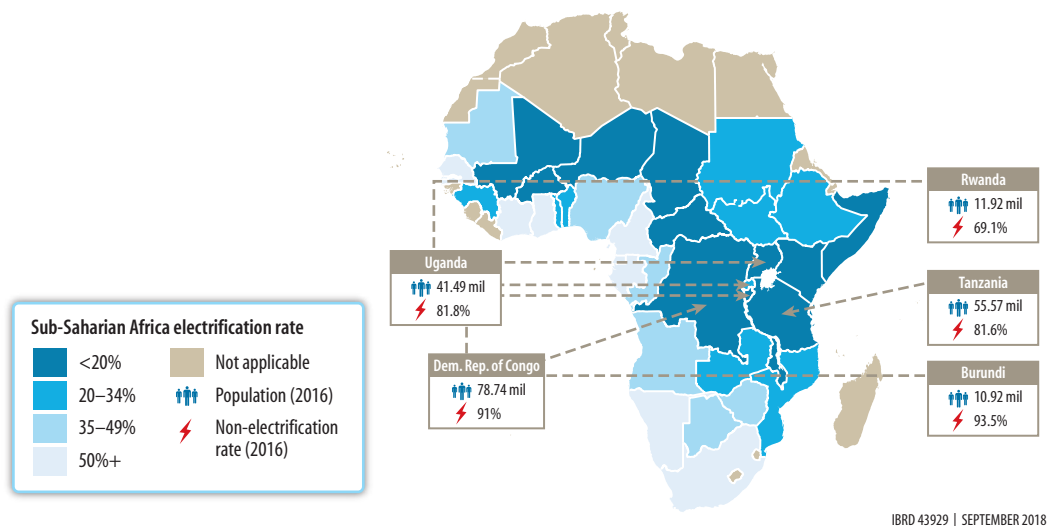 Rwanda
11.92 mil
69.1%
Uganda
41.49 mil
81.8%
Tanzania
55.57 mil
81.6%
Dem. Rep. of Congo
78.74 mil
91%
Burundi
10.92 mil
93.5%
Sub-Saharan Africa electrification rate
<20%
20–34%
35–49%
50%+
Not applicable
Population (2016)
Non-electrification
rate (2016)
IBRD 43929 | SEPTEMBER 2018